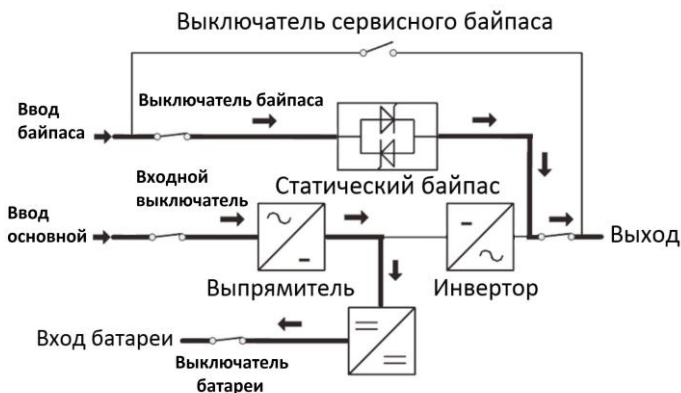 Выключатель сервисного байпаса
Ввод
байпаса
Выключатель байпаса
Статический байпас
Ввод
основной
Входной
выключатель
Выпрямитель
Инвертор
Выход
Вход батареи
Выключатель
батареи